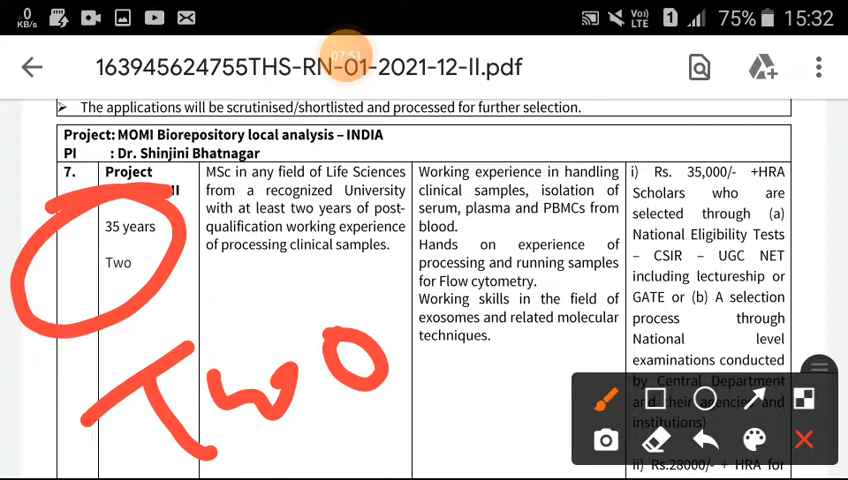 0
KB/s
Vo))
LTE
1
75%
15:32
163945624755THS-RN-01-2021-12-II.pdf
07:51
The applications will be scrutinised/shortlisted and processed for further selection.
Project: MOMI Biorepository local analysis – INDIA
PI : Dr. Shinjini Bhatnagar
7.
Project
35 years
Two
MSc in any field of Life Sciences
from a recognized University
with at least two years of post-
qualification working experience
of processing clinical samples.
Working experience in handling
clinical samples, isolation of
serum, plasma and PBMCs from
blood.
Hands on experience of
processing and running samples
for Flow cytometry.
Working skills in the field of
exosomes and related molecular
techniques.
i) Rs. 35,000/- +HRA
Scholars who are
selected through (a)
National Eligibility Tests
– CSIR – UGC NET
including lectureship or
GATE or (b) A selection
process through
National level
examinations conducted
by Central Department
and their agencies and
institutions)
ii) Rs.28000/- + HRA for
Two